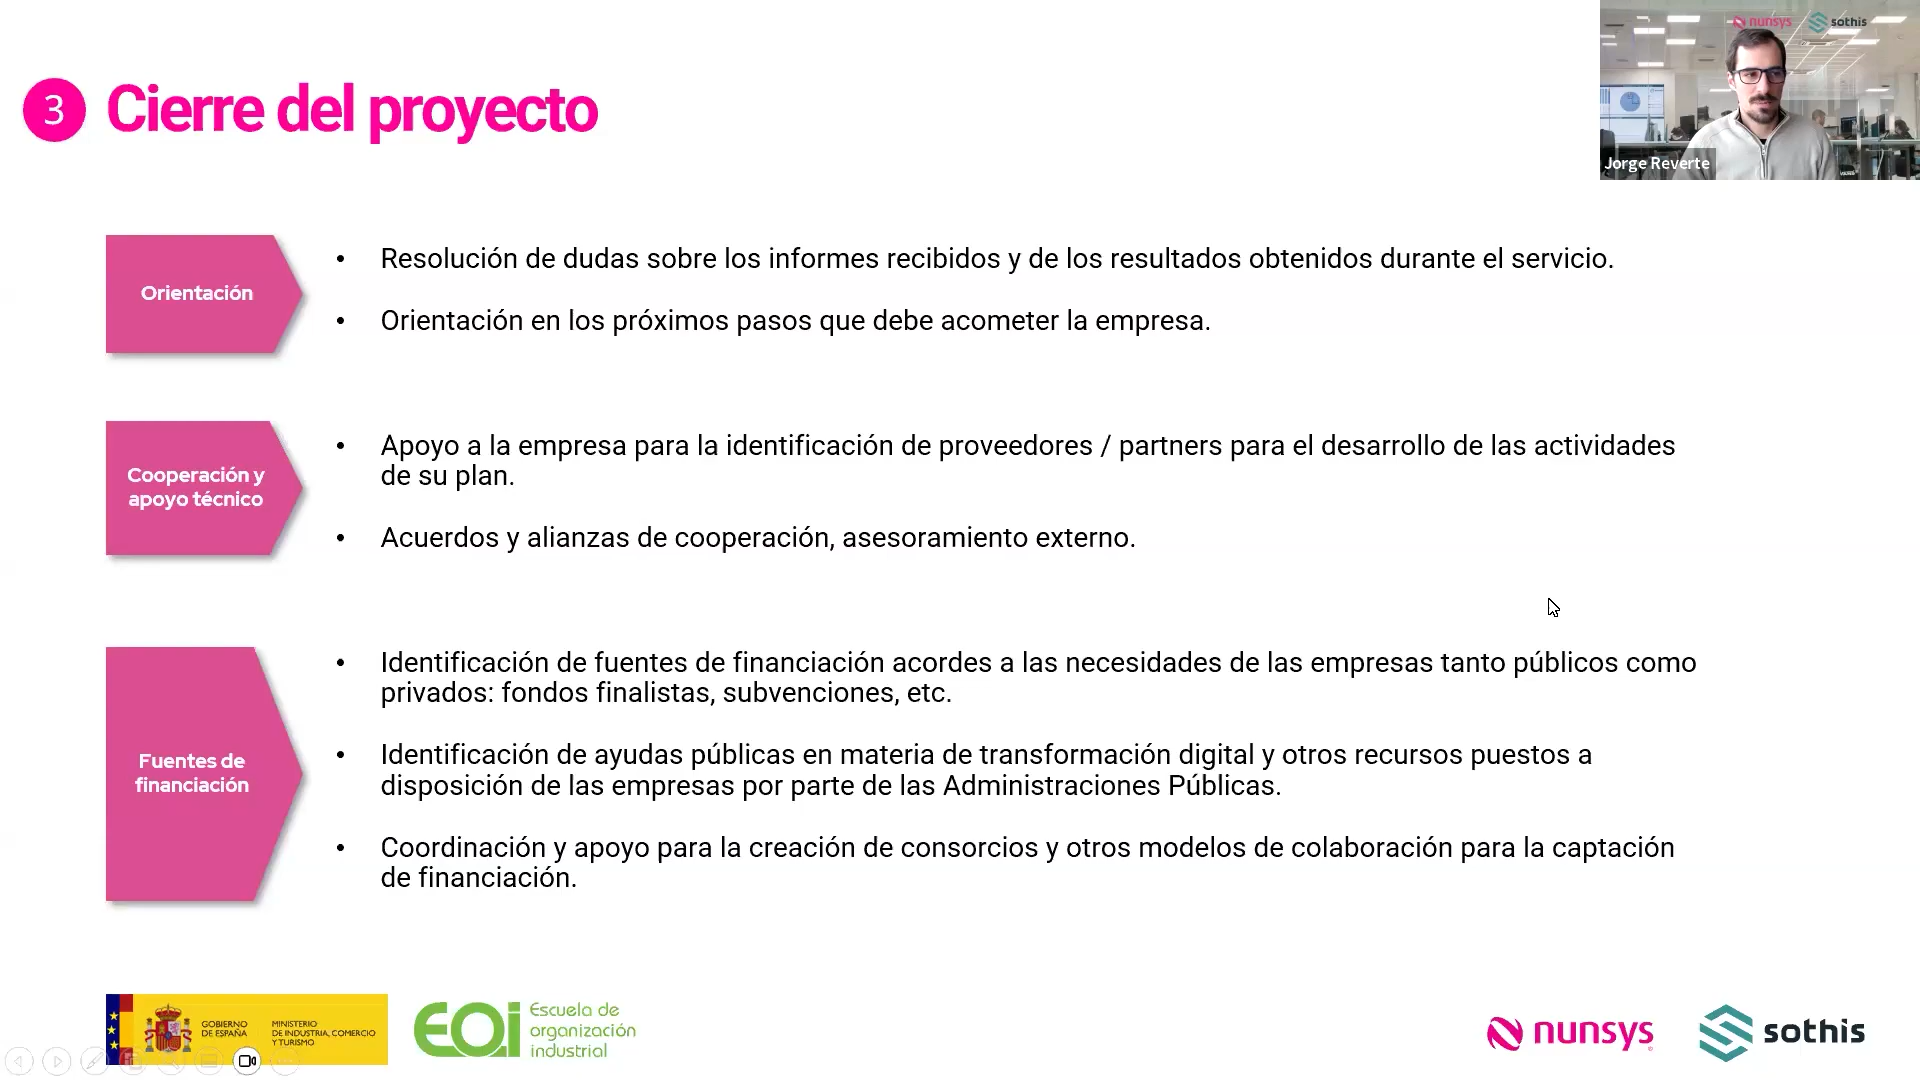 nunsys
sothis
Jorge Reverte
3
Cierre del proyecto
Orientación
• Resolución de dudas sobre los informes recibidos y de los resultados obtenidos durante el servicio.
• Orientación en los próximos pasos que debe acometer la empresa.
Cooperación y
apoyo técnico
• Apoyo a la empresa para la identificación de proveedores / partners para el desarrollo de las actividades
de su plan.
• Acuerdos y alianzas de cooperación, asesoramiento externo.
Fuentes de
financiación
• Identificación de fuentes de financiación acordes a las necesidades de las empresas tanto públicos como
privados: fondos finalistas, subvenciones, etc.
• Identificación de ayudas públicas en materia de transformación digital y otros recursos puestos a
disposición de las empresas por parte de las Administraciones Públicas.
• Coordinación y apoyo para la creación de consorcios y otros modelos de colaboración para la captación
de financiación.
GOBIERNO
DE ESPAÑA
MINISTERIO
DE INDUSTRIA, COMERCIO
Y TURISMO
EOi
Escuela de
organización
industrial
nunsys
sothis